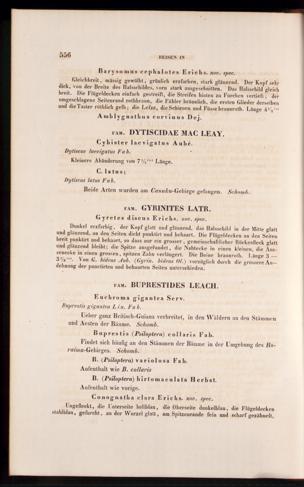 556 REISEN IN
Barysomus cephalotes Erichs. nov. spec.
Gleichbreit, mässig gewölbt, grünlich erzfarben, stark glänzend. Der Kopf sehr
dick, von der Breite des Halsschildes, vorn stark ausgeschnitten. Das Halsschild gleich
breit. Die Flügeldecken einfach gestreift, die Streifen hinten zu Furchen vertieft; der
umgeschlagene Seitenrand rothbraun, die Fühler bräunlich, die ersten Glieder derselben
und die Taster röthlich gelb; die Lefze, die Schienen und Füsse braunroth. Länge
Amblygnathus corvinus Dej.
FAM. DYTISCIDAE MAC LEAY.
Cybister laevigatus Aubé.
Dytiscus laevigatus Fab.
Kleinere Abänderung von 7½''' Länge.
C. latus;
Dytiscus latus Fab.
Beide Arten wurden am Canuku-Gebirge gefangen. Schomb.
FAM. GYRINITES LATR.
Gyretes discus Erichs. nov. spec.
Dunkel erzfarbig, der Kopf glatt und glänzend, das Halsschild in der Mitte glatt
und glänzend, an den Seiten dicht punktirt und behaart. Die Flügeldecken an den Seiten
breit punktirt und behaart, so dass nur ein grosser, gemeinschaftlicher Rückenfleck glatt
und glänzend bleibt; die Spitze abgestutzt, die Nahtecke in einen kleinen, die
senecke in einen grossen, spitzen Zahn verlängert. Die Beine braunroth. Länge 3 —
Von G. bidens Aub. (Gyrin. bidens Ol.) vorzüglich durch die grössere Aus-
dehnung der punctirten und behaarten Seiten unterschieden.
FAM. BUPRESTIDES LEACH.
Euchroma gigantea Serv.
Buprestis gigantea Lin. Fab.
Ueber ganz Britisch-Guiana verbreitet, in den Wäldern an den Stämmen
und Aesten der Bäume. Schomb.
Buprestis (Psiloptera) collaris Fab.
Findet sich häufig an den Stämmen der Bäume in der Umgebung des Ro-
raima-Gebirges. Schomb.
B. (Psiloptera) variolosa Fab.
Aufenthalt wie B. collaris
B. (Psiloptera) hirtomaculata Herbst.
Aufenthalt wie vorige.
Conognatha clara Erichs. nov. spec.
Ungefleckt, die Unterseite hellblau, die Oberseite dunkelblau, die Flügeldecken
stahlblau, gefurcht, an der Wurzel glatt, am Spitzenrande fein und scharf gezähnelt,